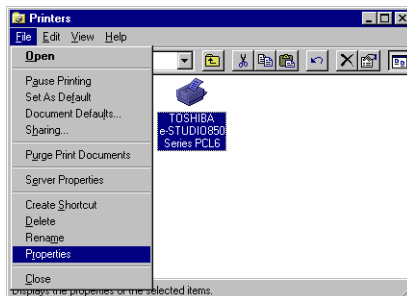 Printers
File Edit View Help
Open
Pause Printing
Set As Default
Document Defaults...
Sharing...
Purge Print Documents
Server Properties
Create Shortcut
Delete
Rename
Properties
Close
TOSHIBA
e-STUDIO850
Series PCL6
Displays the properties of the selected items.